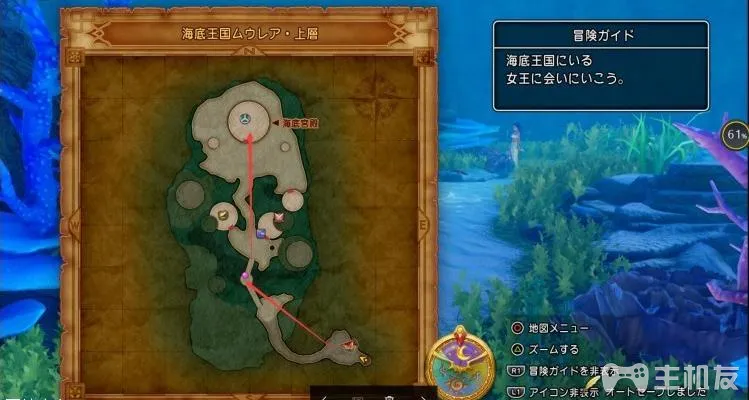 海底王国ムウレア・上層
N
海底宮殿
W
E
冒険ガイド
海底王国にいる
女王に会いにいこう。
61%
地図メニュー
ズームする
R1 冒険ガイドを非表示
L1 アイコン非表示 オートセーブしました
主机友